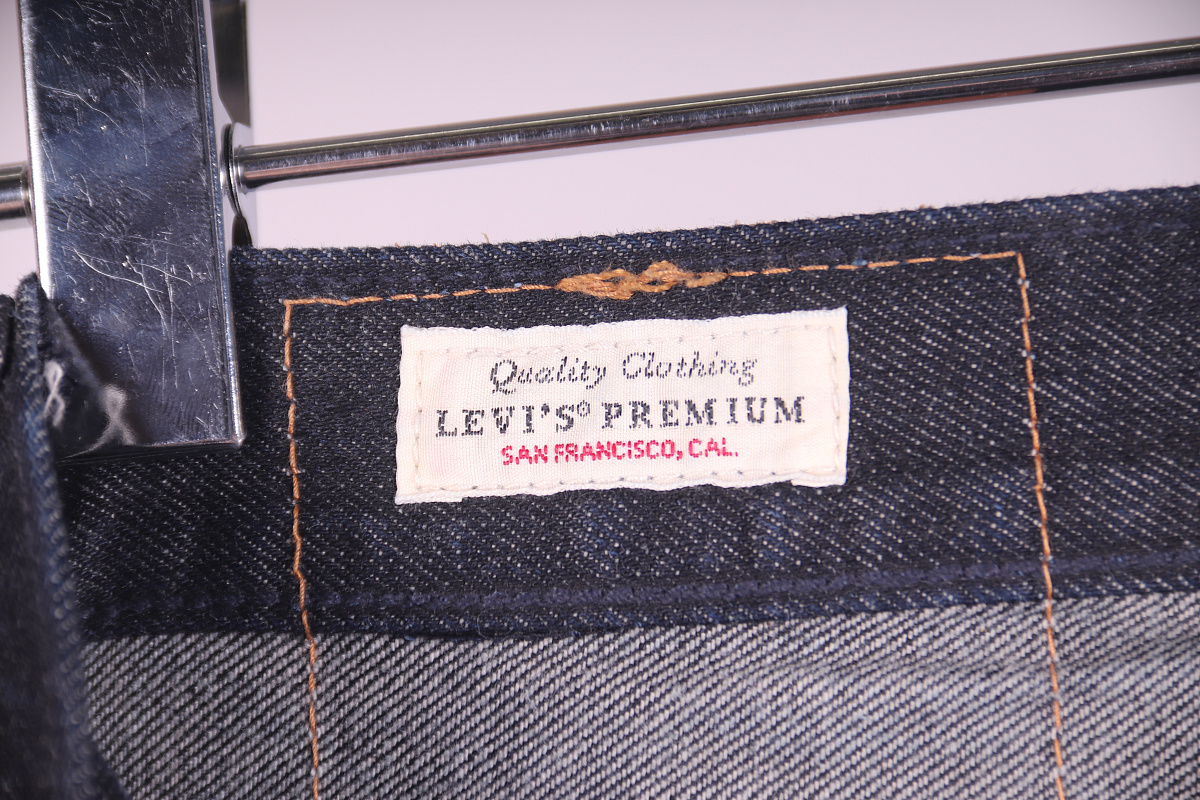 Quality Clothing
LEVI'S® PREMIUM
SAN FRANCISCO, CAL.